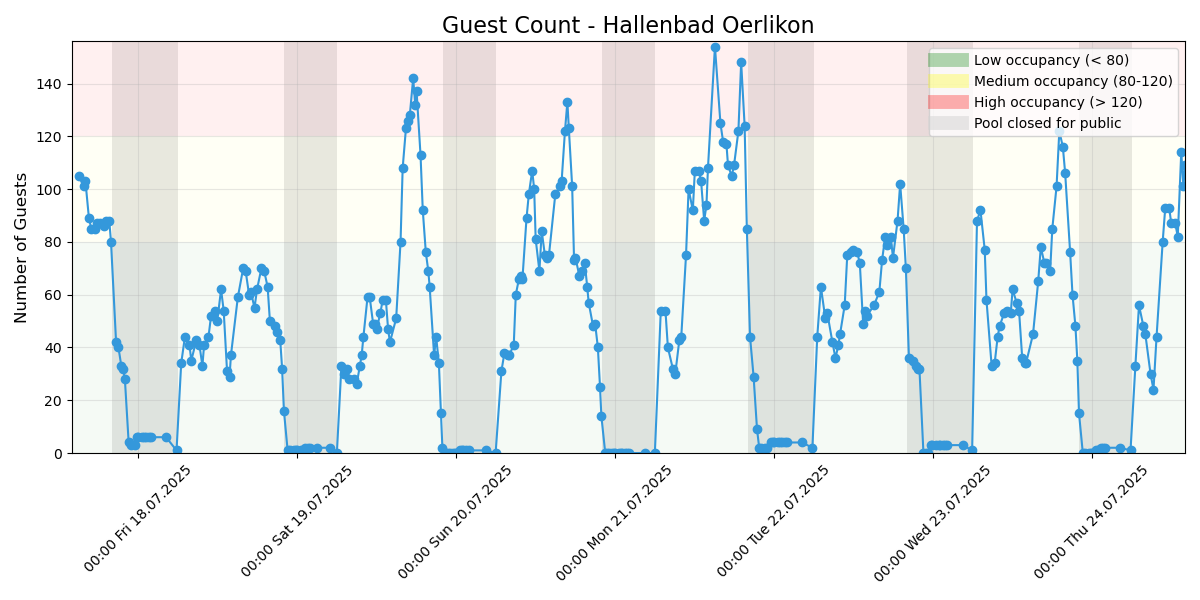 Guest Count - Hallenbad Oerlikon
Number of Guests
140
120
100
80
60
40
20
0
Low occupancy (< 80)
Medium occupancy (80-120)
High occupancy (> 120)
Pool closed for public
00:00 Fri 18.07.2025
00:00 Sat 19.07.2025
00:00 Sun 20.07.2025
00:00 Mon 21.07.2025
00:00 Tue 22.07.2025
00:00 Wed 23.07.2025
00:00 Thu 24.07.2025